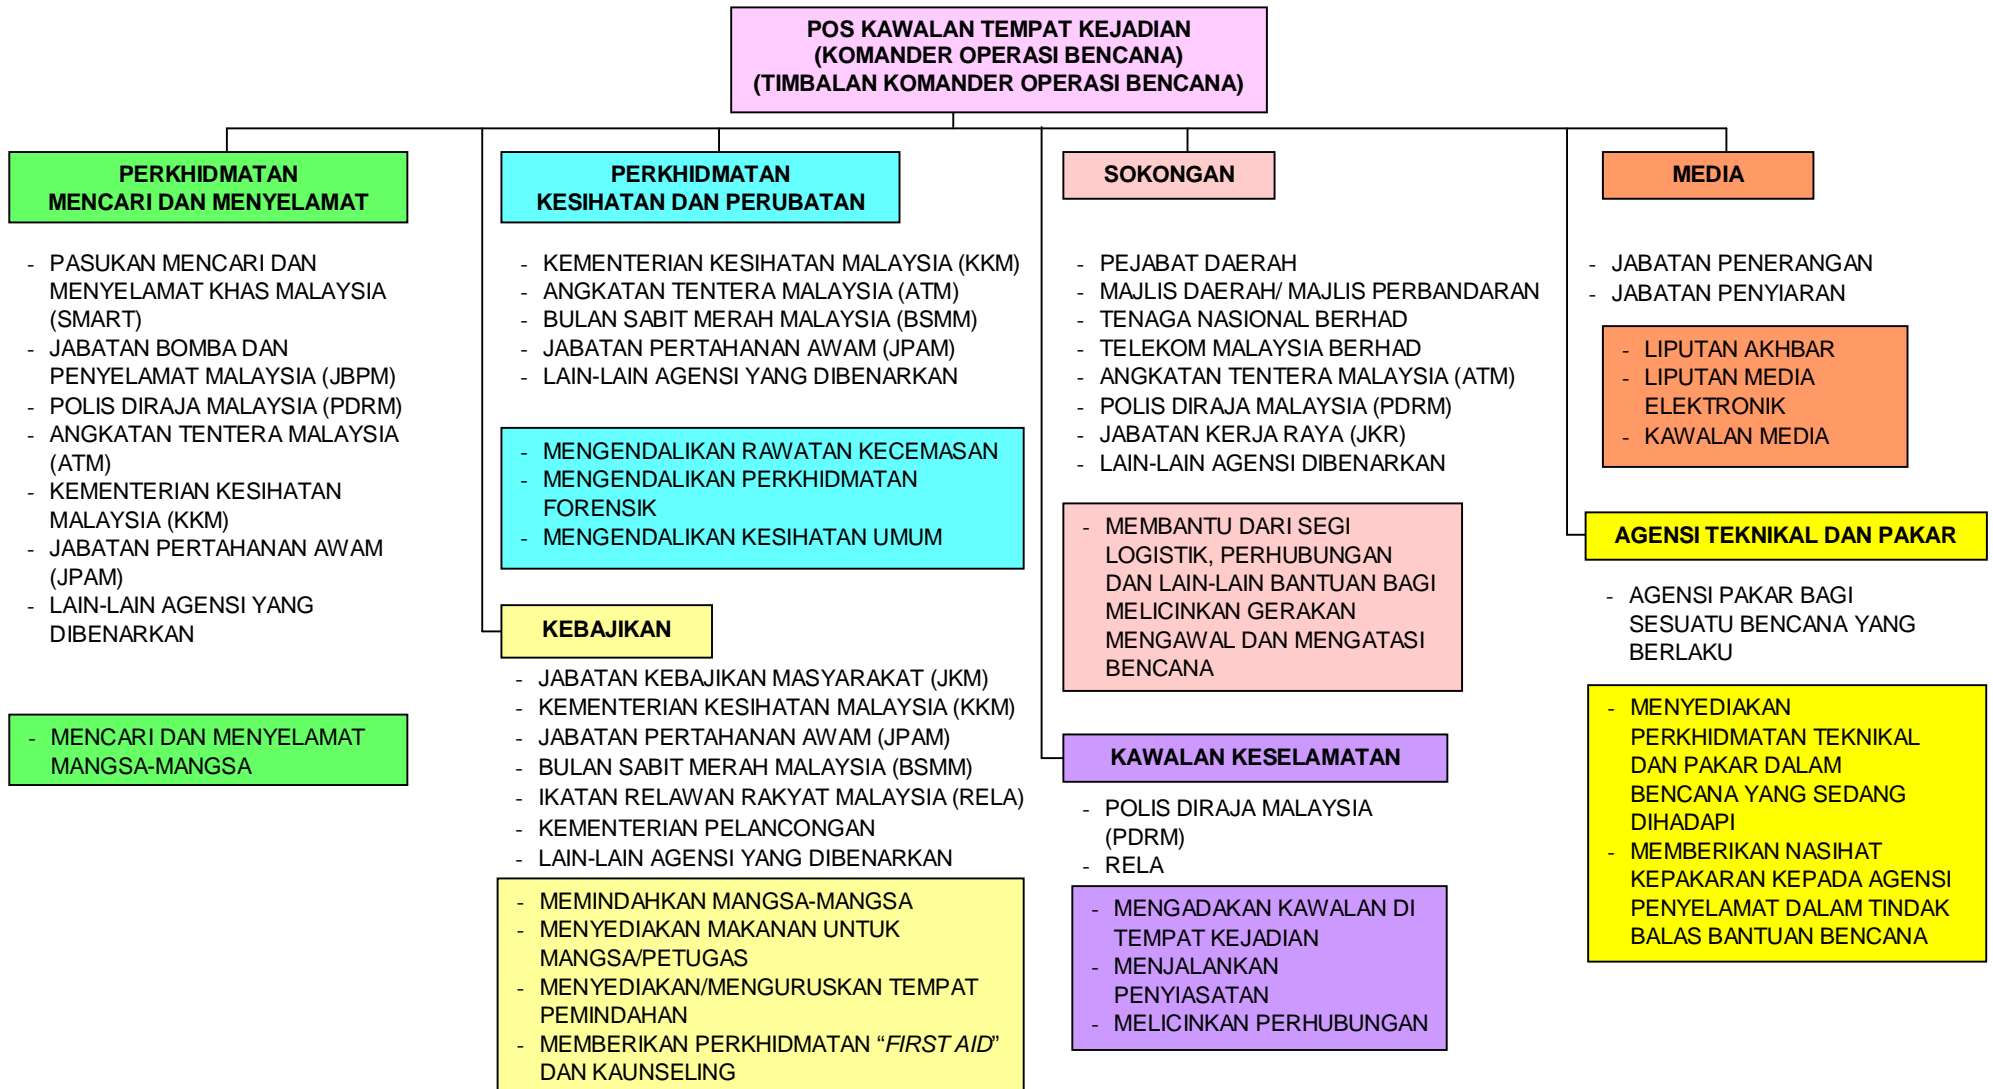 POS KAWALAN TEMPAT KEJADIAN
(KOMANDER OPERASI BENCANA)
(TIMBALAN KOMANDER OPERASI BENCANA)
PERKHIDMATAN
MENCARI DAN MENYELAMAT
- PASUKAN MENCARI DAN
MENYELAMAT KHAS MALAYSIA
(SMART)
- JABATAN BOMBA DAN
PENYELAMAT MALAYSIA (JBPM)
- POLIS DIRAJA MALAYSIA (PDRM)
- ANGKATAN TENTERA MALAYSIA
(ATM)
- KEMENTERIAN KESIHATAN
MALAYSIA (KKM)
- JABATAN PERTAHANAN AWAM
(JPAM)
- LAIN-LAIN AGENSI YANG
DIBENARKAN
- MENCARI DAN MENYELAMAT
MANGSA-MANGSA
PERKHIDMATAN
KESIHATAN DAN PERUBATAN
- KEMENTERIAN KESIHATAN MALAYSIA (KKM)
- ANGKATAN TENTERA MALAYSIA (ATM)
- BULAN SABIT MERAH MALAYSIA (BSMM)
- JABATAN PERTAHANAN AWAM (JPAM)
- LAIN-LAIN AGENSI YANG DIBENARKAN
- MENGENDALIKAN RAWATAN KECEMASAN
- MENGENDALIKAN PERKHIDMATAN
FORENSIK
- MENGENDALIKAN KESIHATAN UMUM
KEBAJIKAN
- JABATAN KEBAJIKAN MASYARAKAT (JKM)
- KEMENTERIAN KESIHATAN MALAYSIA (KKM)
- JABATAN PERTAHANAN AWAM (JPAM)
- BULAN SABIT MERAH MALAYSIA (BSMM)
- IKATAN RELAWAN RAKYAT MALAYSIA (RELA)
- KEMENTERIAN PELANCONGAN
- LAIN-LAIN AGENSI YANG DIBENARKAN
- MEMINDAHKAN MANGSA-MANGSA
- MENYEDIAKAN MAKANAN UNTUK
MANGSA/PETUGAS
- MENYEDIAKAN/MENGURUSKAN TEMPAT
PEMINDAHAN
- MEMBERIKAN PERKHIDMATAN “FIRST AID”
DAN KAUNSELING
SOKONGAN
- PEJABAT DAERAH
- MAJLIS DAERAH/ MAJLIS PERBANDARAN
- TENAGA NASIONAL BERHAD
- TELEKOM MALAYSIA BERHAD
- ANGKATAN TENTERA MALAYSIA (ATM)
- POLIS DIRAJA MALAYSIA (PDRM)
- JABATAN KERJA RAYA (JKR)
- LAIN-LAIN AGENSI DIBENARKAN
- MEMBANTU DARI SEGI
LOGISTIK, PERHUBUNGAN
DAN LAIN-LAIN BANTUAN BAGI
MELICINKAN GERAKAN
MENGAWAL DAN MENGATASI
BENCANA
KAWALAN KESELAMATAN
- POLIS DIRAJA MALAYSIA
(PDRM)
- RELA
- MENGADAKAN KAWALAN DI
TEMPAT KEJADIAN
- MENJALANKAN
PENYIASATAN
- MELICINKAN PERHUBUNGAN
MEDIA
- JABATAN PENERANGAN
- JABATAN PENYIARAN
- LIPUTAN AKHBAR
- LIPUTAN MEDIA
ELEKTRONIK
- KAWALAN MEDIA
AGENSI TEKNIKAL DAN PAKAR
- AGENSI PAKAR BAGI
SESUATU BENCANA YANG
BERLAKU
- MENYEDIAKAN
PERKHIDMATAN TEKNIKAL
DAN PAKAR DALAM
BENCANA YANG SEDANG
DIHADAPI
- MEMBERIKAN NASIHAT
KEPAKARAN KEPADA AGENSI
PENYELAMAT DALAM TINDAK
BALAS BANTUAN BENCANA